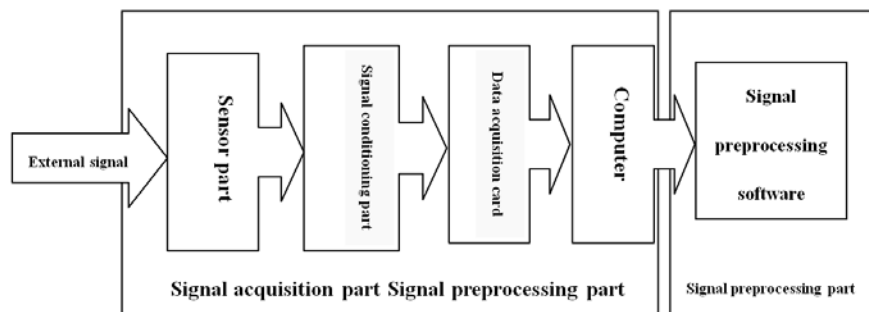 External signal
Sensor part
Signal
conditioning part
Data acquisition card
Computer
Signal
preprocessing
software
Signal acquisition part Signal preprocessing part
Signal preprocessing part